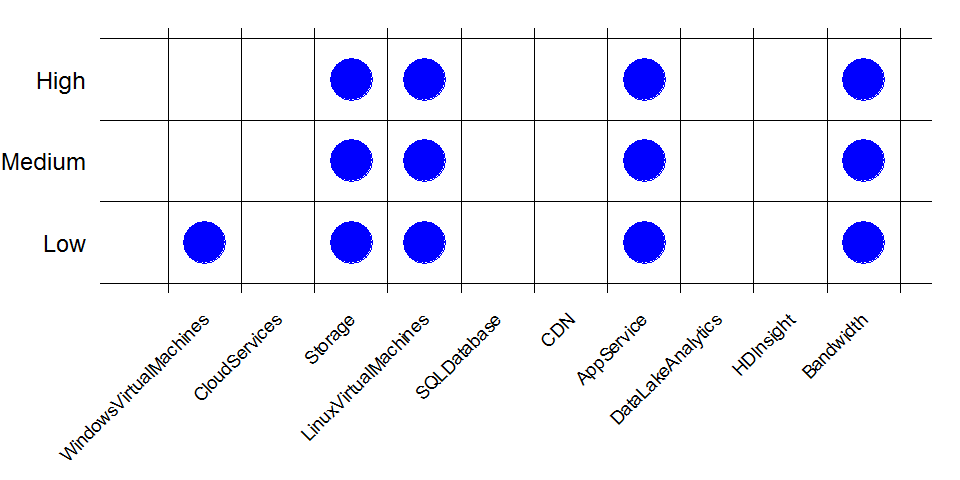 High
Medium
Low
WindowsVirtualMachines
CloudServices
Storage
LinuxVirtualMachines
SQLDatabase
CDN
AppService
DataLakeAnalytics
HDInsight
Bandwidth